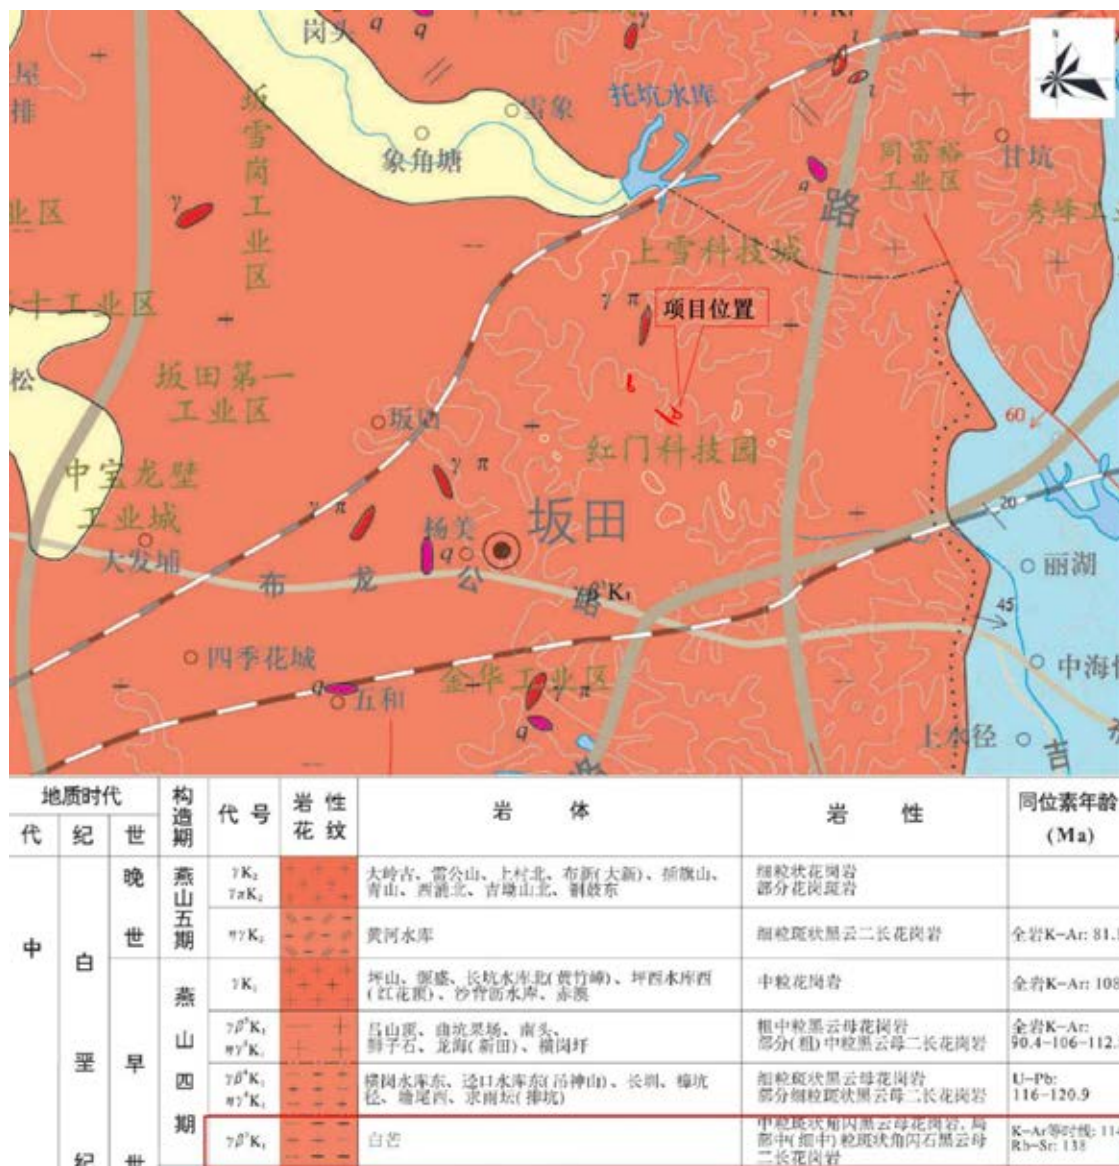 岗头
q
q
γ
屋
排
坂
雪
岗
工
业
区
象角塘
雪象
托坑水库
q
路
同富裕
工业区
甘坑
秀峰工
业区
γ
上雪科技城
γ π
项目位置
十工业区
松
坂田第一
工业区
坂田
红门科技园
60
中宝龙壁
工业城
γ π
γ π
杨美
q
坂田
大发埔
布
龙
公
路
β
K₁
20
丽湖
45
四季花城
q
五和
金华工业区
γ π
q
中海
上水径
吉
地质时代
构造期
代号
岩性
花纹
岩体
岩性
同位素年龄
(Ma)
代
纪
世
中
白
垩
纪
晚
世
早
世
燕山五期
燕山四期
γK₂
γπK₂
大岭古、雷公山、上村北、布新(大新)、插旗山、
青山、西涌北、吉坳山北、
细粒状花岗岩
部分花岗斑岩
ηγK₂
黄河水库
细粒斑状黑云二长花岗岩
全岩K-Ar: 81.
γK₁
坪山、 长坑水库北(黄竹嶂)、坪西水库西
(红花顶)、沙背沥水库、赤澳
中粒花岗岩
全岩K-Ar: 108
γβ⁵K₁
ηγ⁵K₁
吕山顶、曲坑果场、南头、
狮子石、龙海(新田)、横岗圩
粗中粒黑云母花岗岩
部分(粗)中粒黑云母二长花岗岩
全岩K-Ar:
90.4-106-112.
γβ⁴K₁
ηγ⁴K₁
横岗水库东、迳口水库东(吊神山)、长圳、樟坑
径、塘尾西、求雨坛(排坑)
细粒斑状黑云母花岗岩
部分细粒斑状黑云母二长花岗岩
U-Pb:
116-120.9
γβ³K₁
白芒
中粒斑状角闪黑云母花岗岩,局
部中(细中)粒斑状角闪石黑云母
二长花岗岩
K-Ar等时线: 114
Rb-Sr: 138